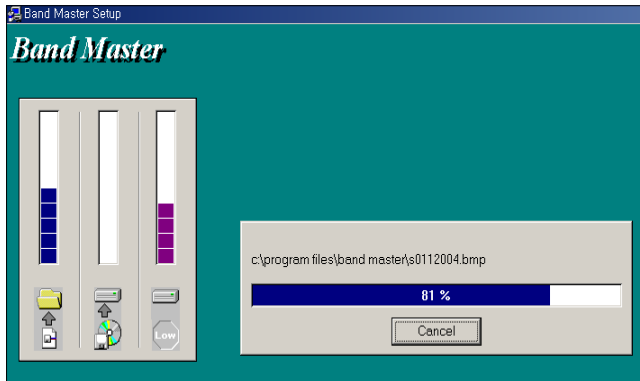 Band Master Setup
Band Master
Low
c:\program files\band master\s0112004.bmp
81 %
Cancel